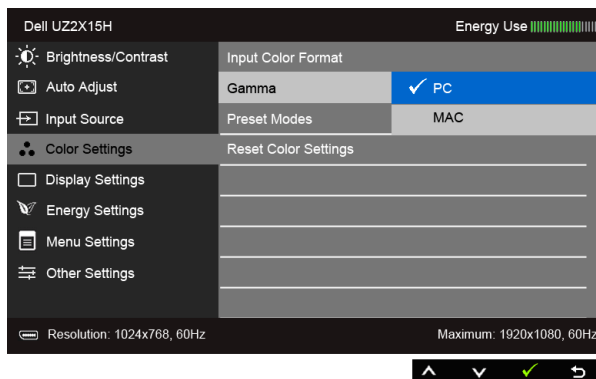 Dell UZ2X15H Energy Use
Brightness/Contrast Input Color Format
Auto Adjust Gamma PC
Input Source Preset Modes MAC
Color Settings Reset Color Settings
Display Settings
Energy Settings
Menu Settings
Other Settings
Resolution: 1024x768, 60Hz Maximum: 1920x1080, 60Hz